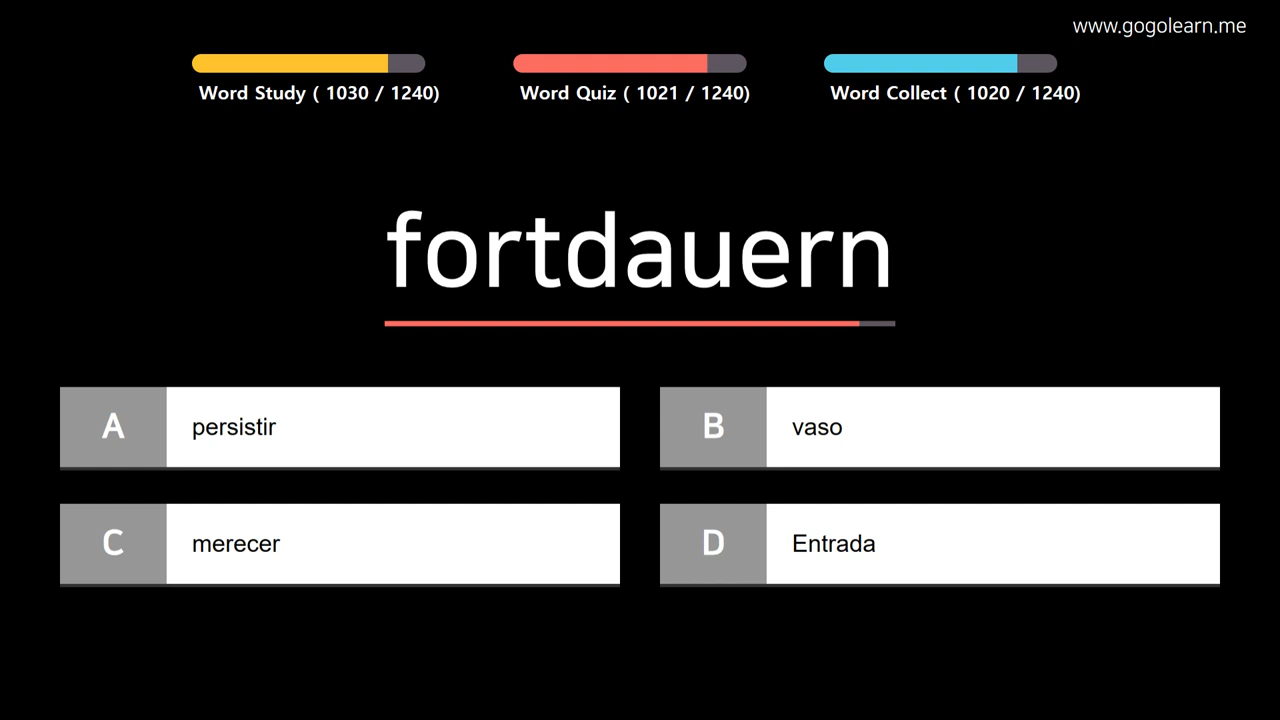 www.gogolearn.me
Word Study ( 1030 / 1240)
Word Quiz ( 1021 / 1240)
Word Collect ( 1020 / 1240)
fortdauern
A persistir
B vaso
C merecer
D Entrada